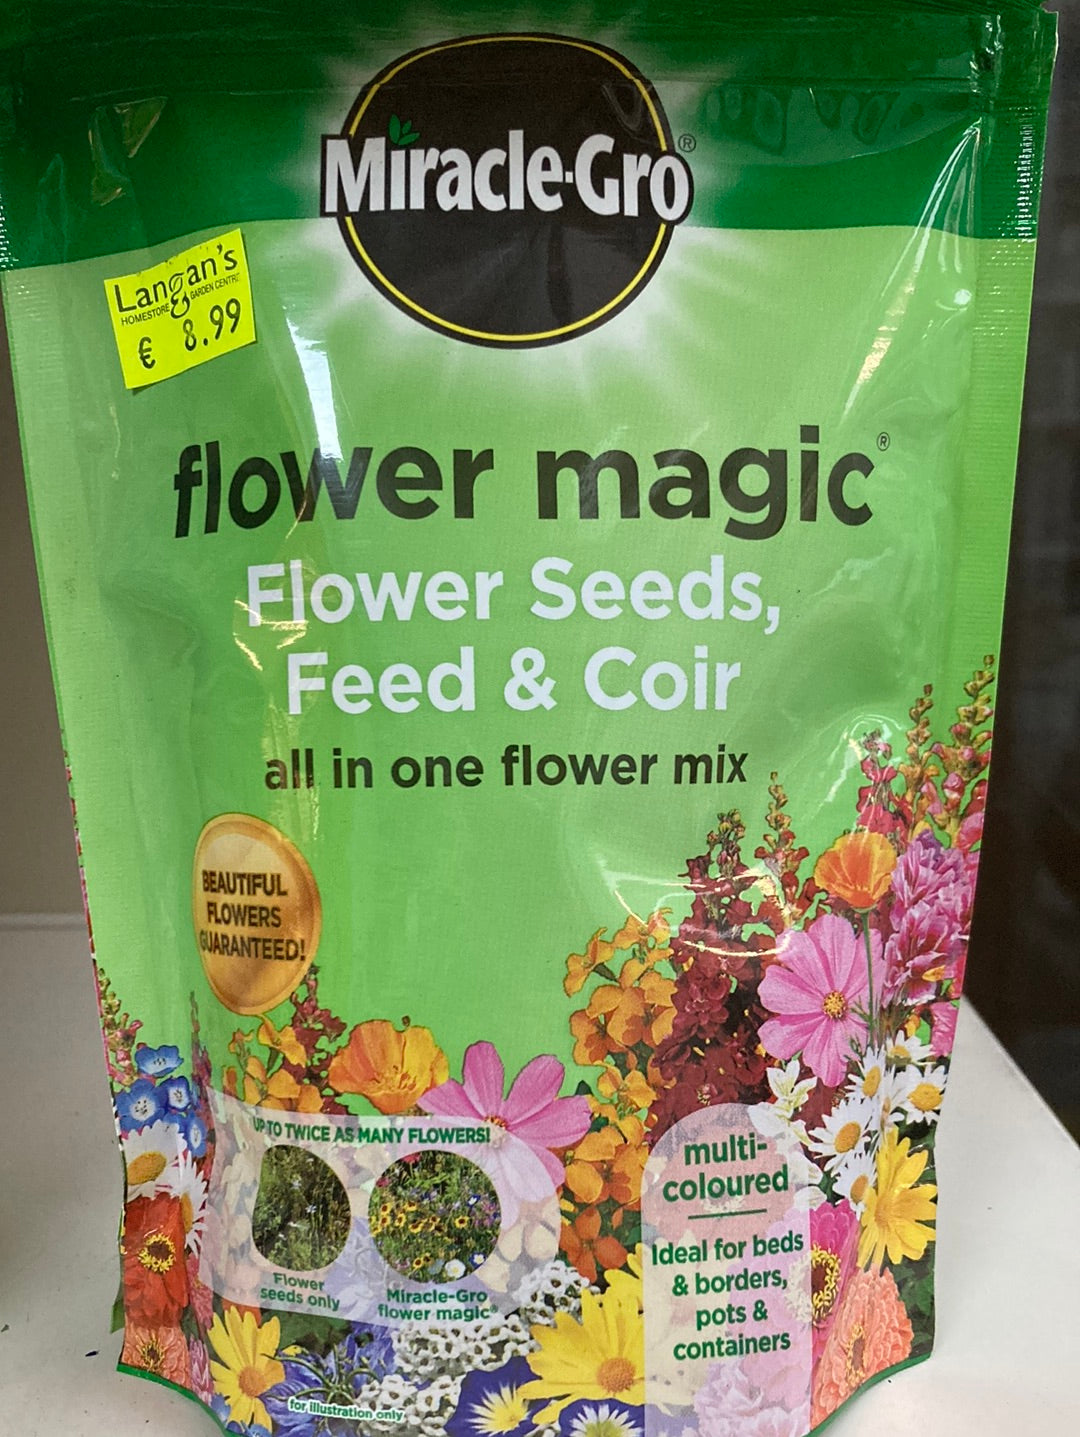 Miracle-Gro®
Langan's
HOMESTORE & GARDEN CENTRE
€ 8.99
flower magic®
Flower Seeds,
Feed & Coir
all in one flower mix
BEAUTIFUL
FLOWERS
GUARANTEED!
UP TO TWICE AS MANY FLOWERS!
Flower
seeds only
Miracle-Gro
flower magic®
multi-
coloured
Ideal for beds
& borders,
pots &
containers
for illustration only